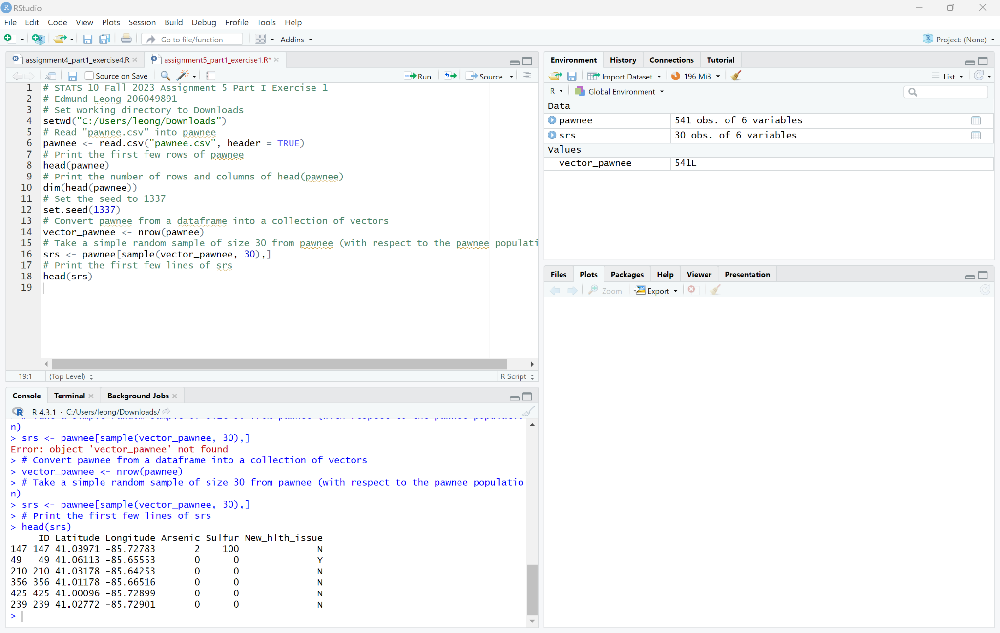 RStudio
File Edit Code View Plots Session Build Debug Profile Tools Help
Go to file/function Addins Project: (None)
assignment4_part1_exercise4.R assignment5_part1_exercise1.R*
Source on Save Run Source
1 # STATS 10 Fall 2023 Assignment 5 Part I Exercise 1
2 # Edmund Leong 206049891
3 # Set working directory to Downloads
4 setwd("C:/Users/leong/Downloads")
5 # Read "pawnee.csv" into pawnee
6 pawnee <- read.csv("pawnee.csv", header = TRUE)
7 # Print the first few rows of pawnee
8 head(pawnee)
9 # Print the number of rows and columns of head(pawnee)
10 dim(head(pawnee))
11 # Set the seed to 1337
12 set.seed(1337)
13 # Convert pawnee from a dataframe into a collection of vectors
14 vector_pawnee <- nrow(pawnee)
15 # Take a simple random sample of size 30 from pawnee (with respect to the pawnee populati
16 srs <- pawnee[sample(vector_pawnee, 30),]
17 # Print the first few lines of srs
18 head(srs)
19
19:1 (Top Level) R Script
Console Terminal Background Jobs
R 4.3.1 · C:/Users/leong/Downloads/
n)
> srs <- pawnee[sample(vector_pawnee, 30),]
Error: object 'vector_pawnee' not found
> # Convert pawnee from a dataframe into a collection of vectors
> vector_pawnee <- nrow(pawnee)
> # Take a simple random sample of size 30 from pawnee (with respect to the pawnee populatio
n)
> srs <- pawnee[sample(vector_pawnee, 30),]
> # Print the first few lines of srs
> head(srs)
ID Latitude Longitude Arsenic Sulfur New_hlth_issue
147 147 41.03971 -85.72783 2 100 N
49 49 41.06113 -85.65553 0 0 Y
210 210 41.03178 -85.64253 0 0 N
356 356 41.01178 -85.66516 0 0 N
425 425 41.00096 -85.72899 0 0 N
239 239 41.02772 -85.72901 0 0 N
>
Environment History Connections Tutorial
Import Dataset 196 MiB List
R Global Environment
Data
pawnee 541 obs. of 6 variables
srs 30 obs. of 6 variables
Values
vector_pawnee 541L
Files Plots Packages Help Viewer Presentation
Zoom Export